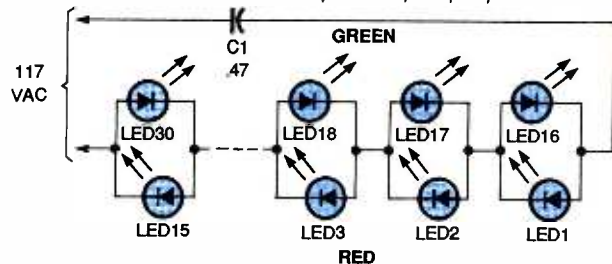 GREEN
C1
.47
117
VAC
LED30
LED18
LED17
LED16
LED15
LED3
LED2
LED1
RED